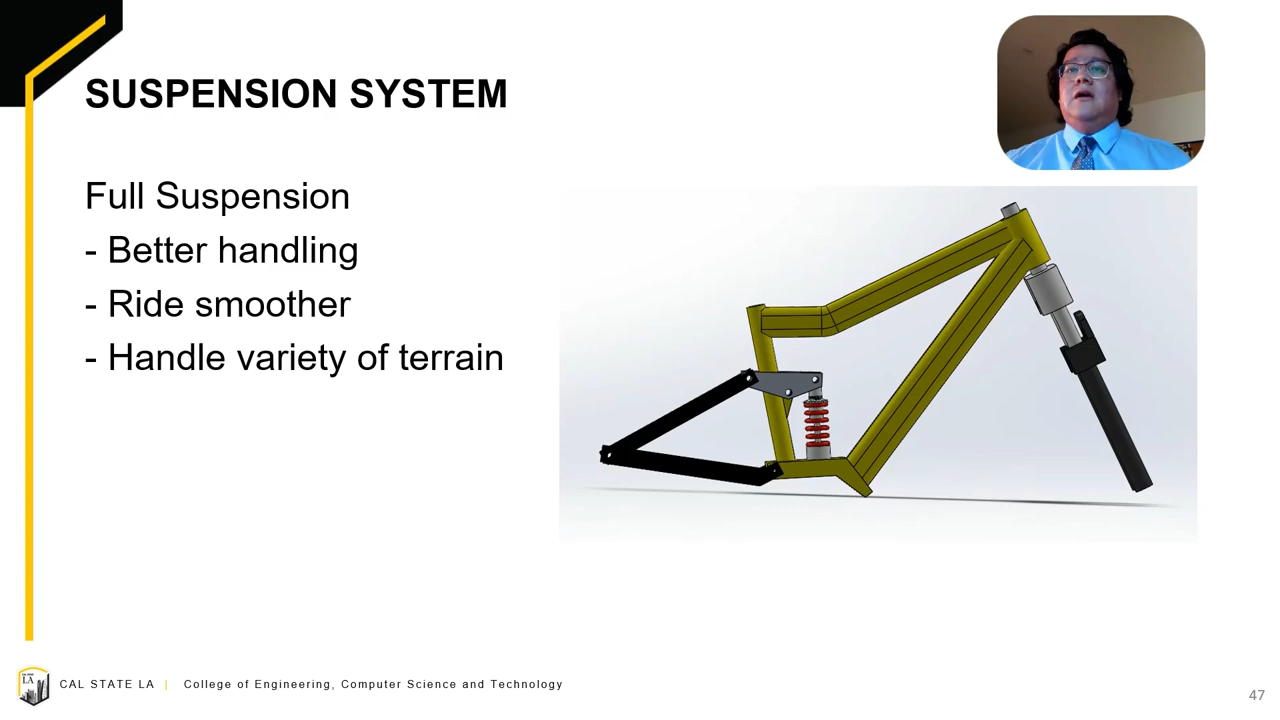 SUSPENSION SYSTEM
Full Suspension
- Better handling
- Ride smoother
- Handle variety of terrain
LA
CAL STATE LA | College of Engineering, Computer Science and Technology
47